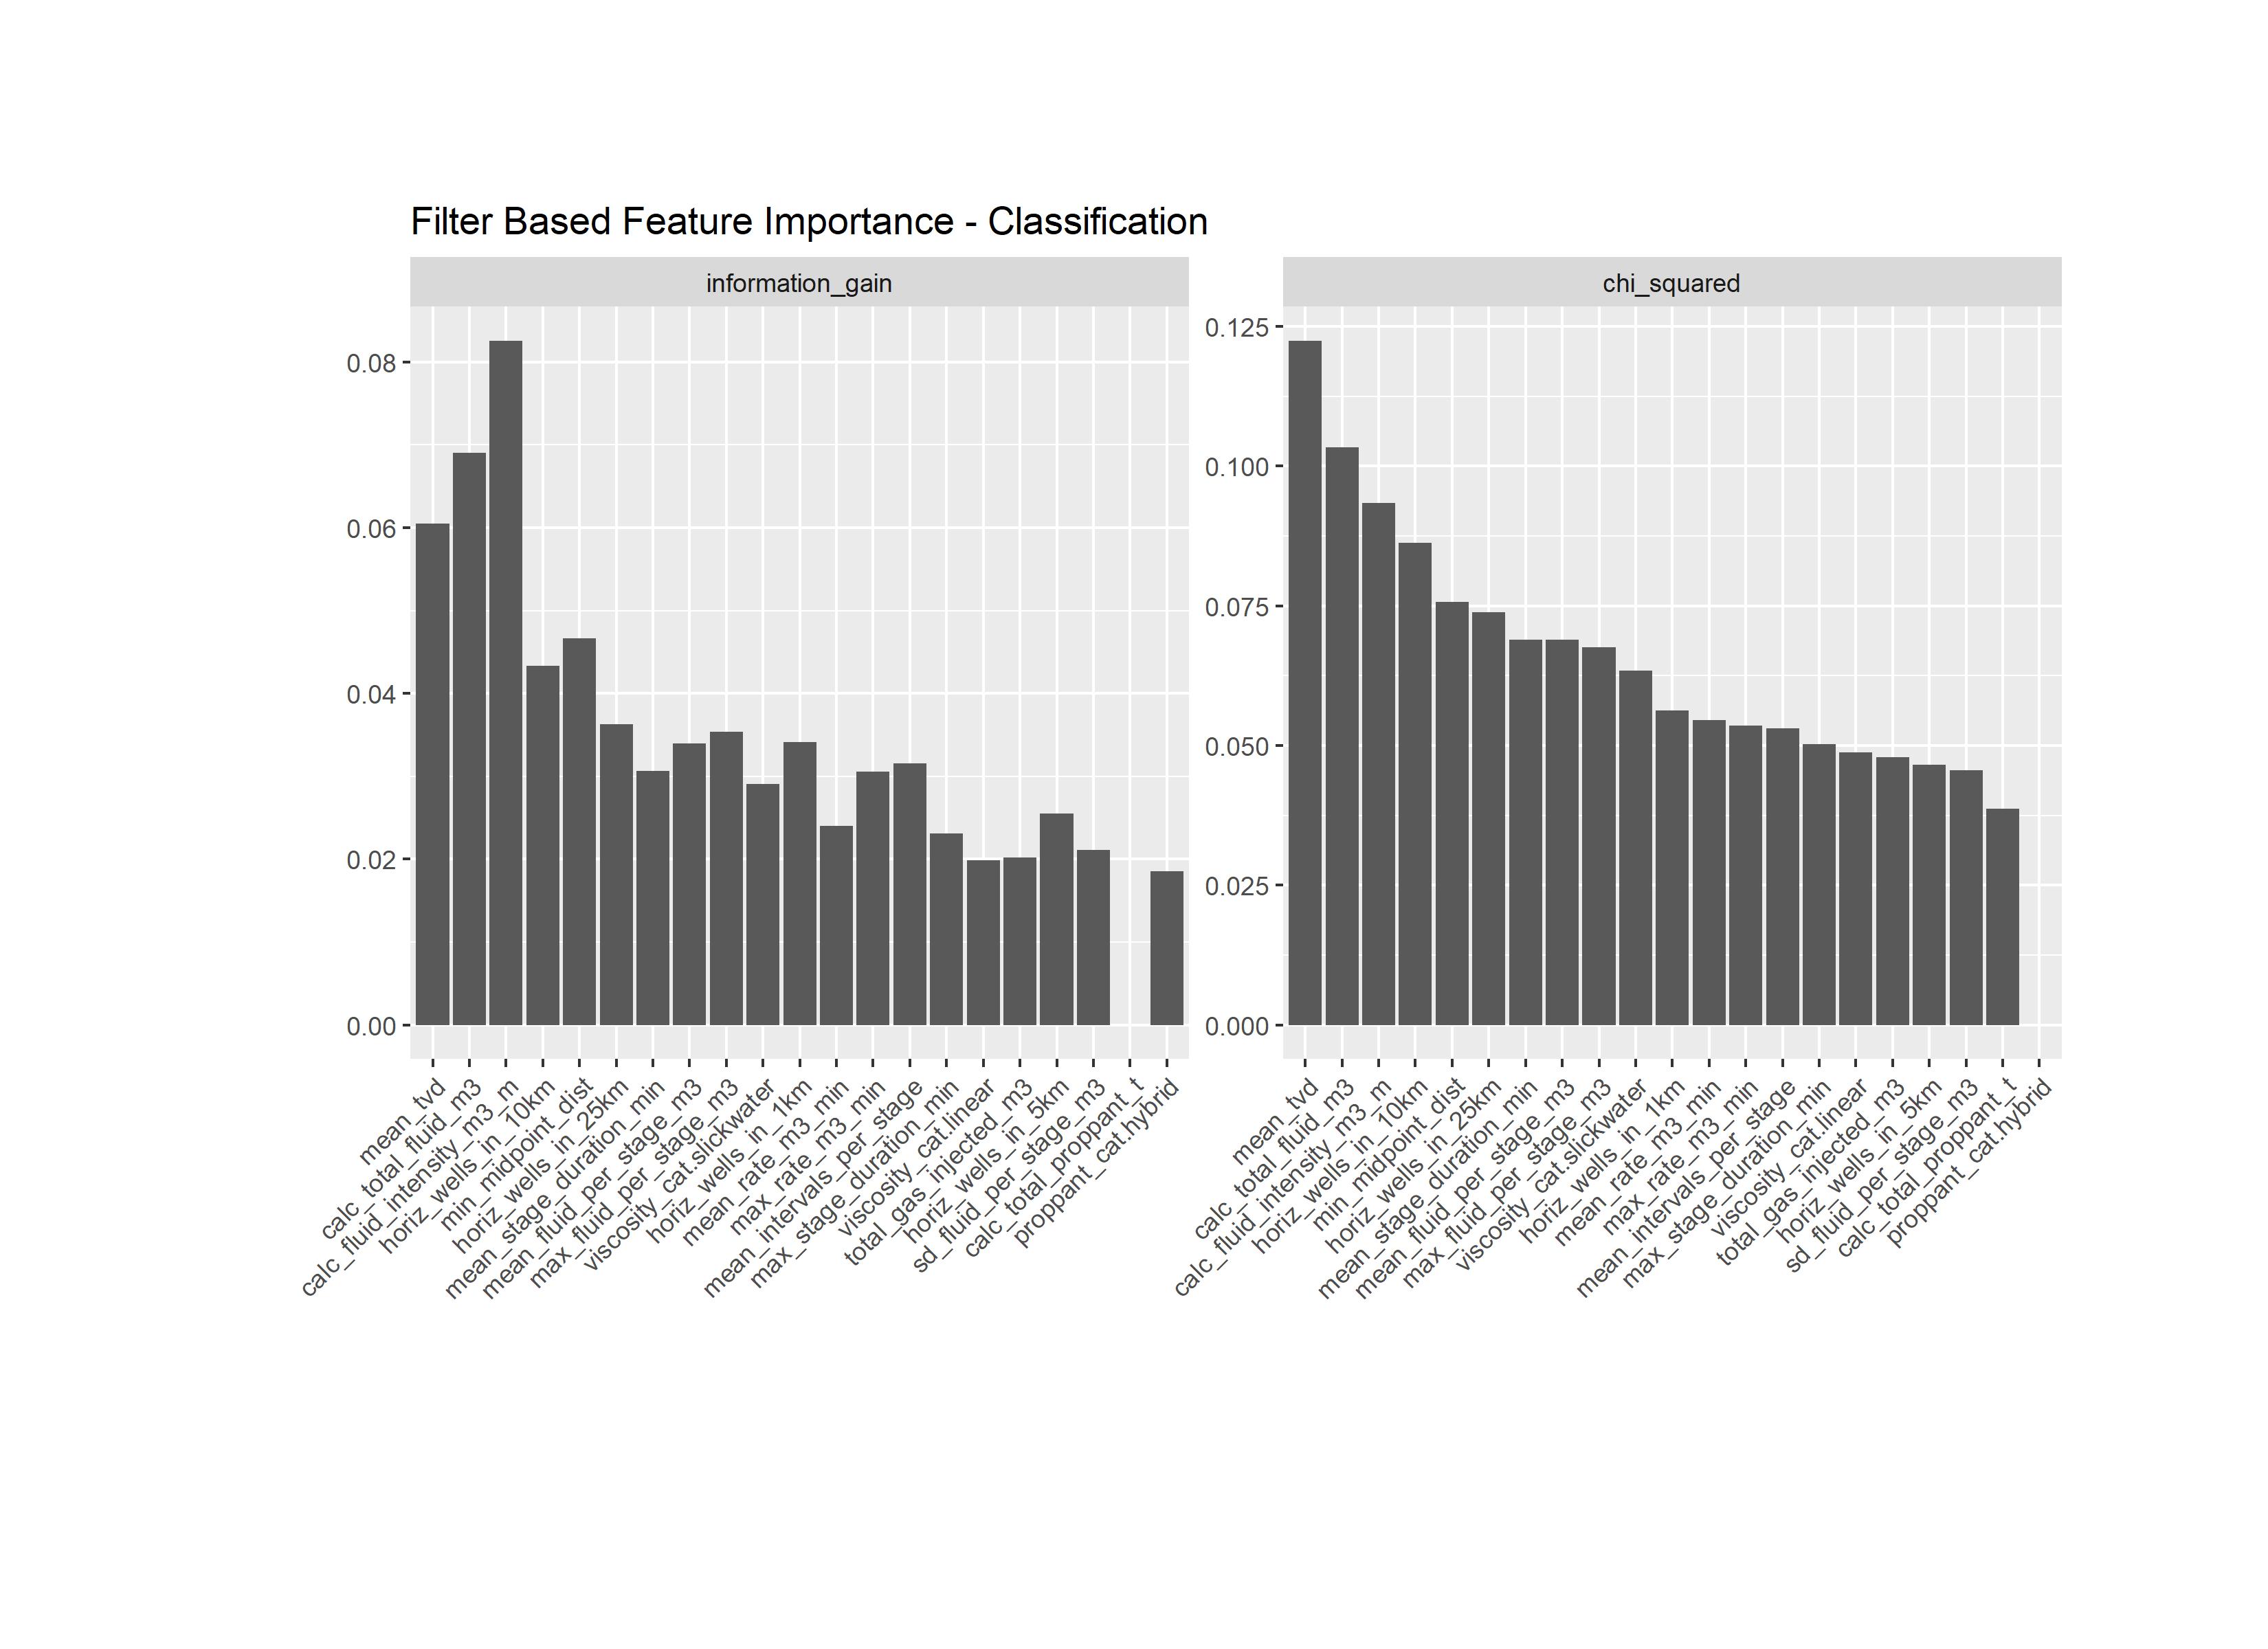 Filter Based Feature Importance - Classification
information_gain
0.08
0.06
0.04
0.02
0.00
mean_tvd
calc_total_fluid_m3
calc_fluid_intensity_m3_m
horiz_wells_in_10km
min_midpoint_dist
horiz_wells_in_25km
mean_stage_duration_min
mean_fluid_per_stage_m3
max_fluid_per_stage_m3
viscosity_cat.slickwater
horiz_wells_in_1km
mean_rate_m3_min
max_rate_m3_min
mean_intervals_per_stage
max_stage_duration_min
viscosity_cat.linear
total_gas_injected_m3
horiz_wells_in_5km
sd_fluid_per_stage_m3
calc_total_proppant_t
proppant_cat.hybrid
chi_squared
0.125
0.100
0.075
0.050
0.025
0.000
mean_tvd
calc_total_fluid_m3
calc_fluid_intensity_m3_m
horiz_wells_in_10km
min_midpoint_dist
horiz_wells_in_25km
mean_stage_duration_min
mean_fluid_per_stage_m3
max_fluid_per_stage_m3
viscosity_cat.slickwater
horiz_wells_in_1km
mean_rate_m3_min
max_rate_m3_min
mean_intervals_per_stage
max_stage_duration_min
viscosity_cat.linear
total_gas_injected_m3
horiz_wells_in_5km
sd_fluid_per_stage_m3
calc_total_proppant_t
proppant_cat.hybrid